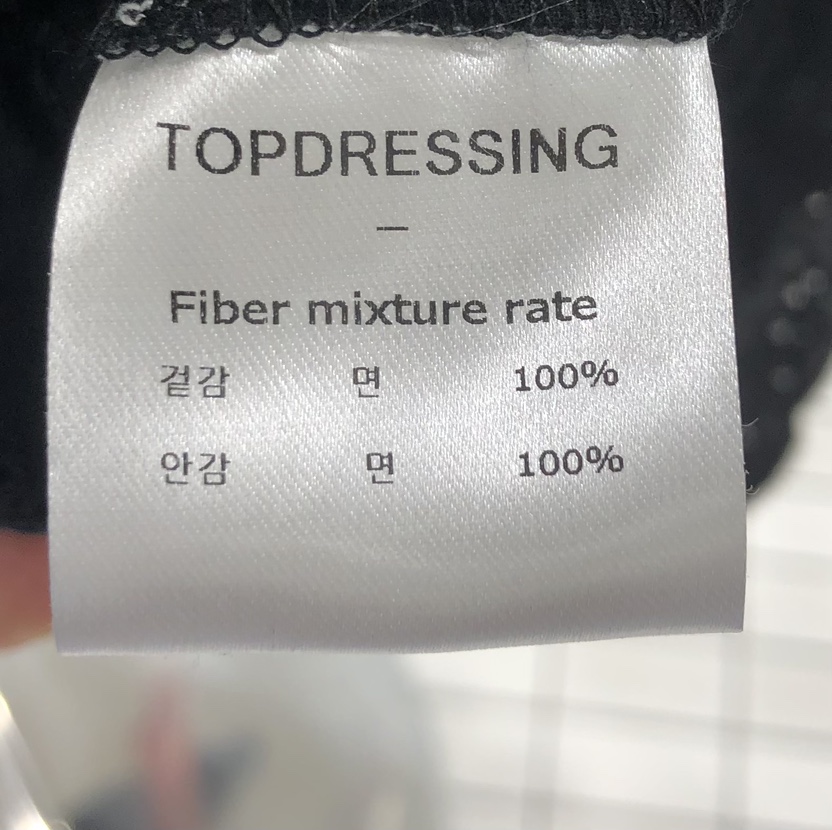 TOPDRESSING
—
Fiber mixture rate
겉감 면 100%
안감 면 100%